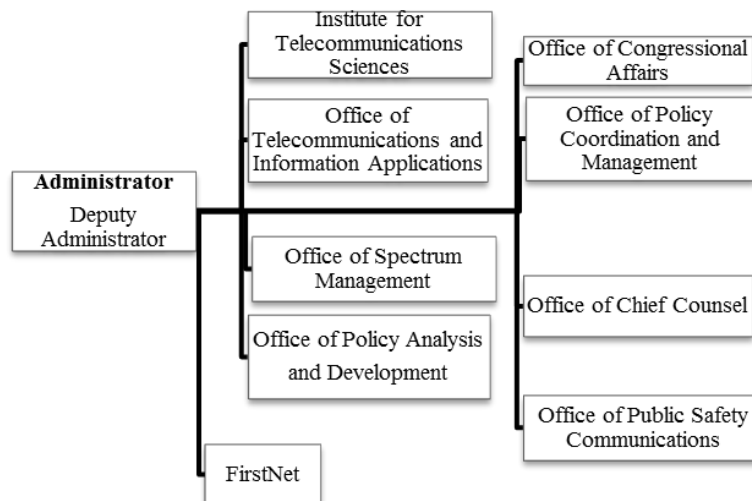 Administrator
Deputy
Administrator
Institute for
Telecommunications
Sciences
Office of
Telecommunications and
Information Applications
Office of Spectrum
Management
Office of Policy Analysis
and Development
FirstNet
Office of Congressional
Affairs
Office of Policy
Coordination and
Management
Office of Chief Counsel
Office of Public Safety
Communications